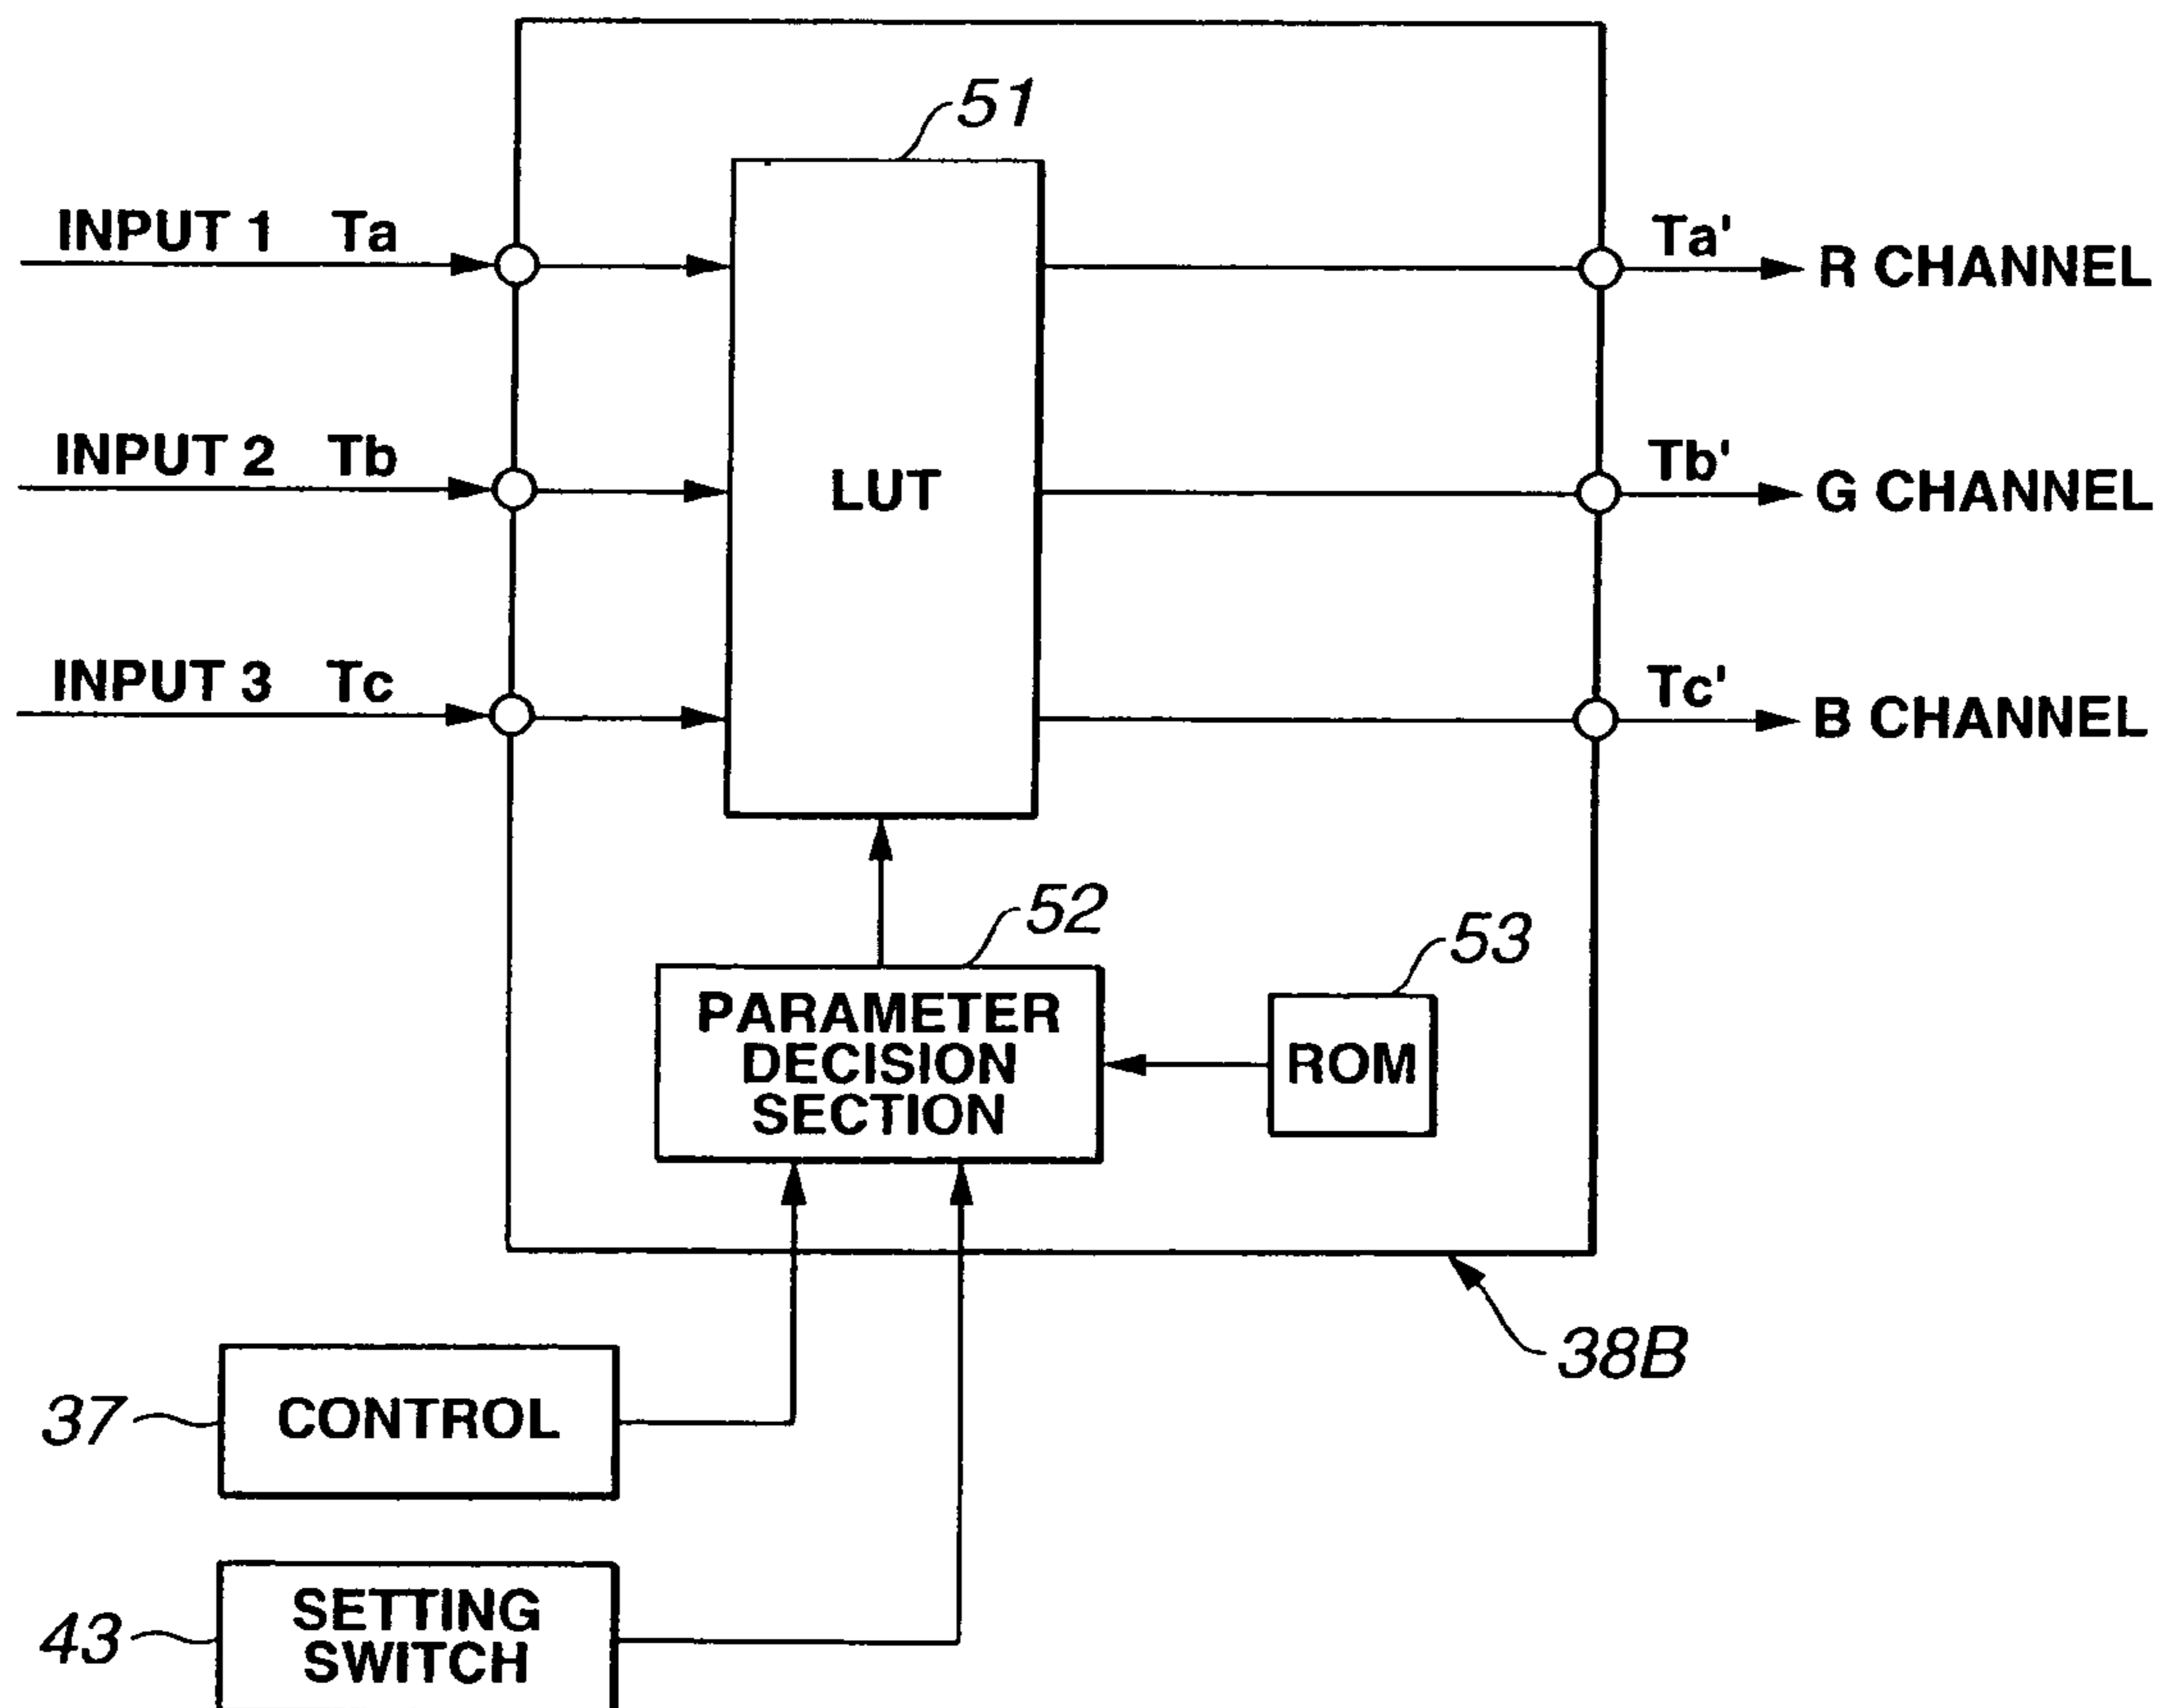 51
INPUT 1 Ta
Ta'
R CHANNEL
INPUT 2 Tb
LUT
Tb'
G CHANNEL
INPUT 3 Tc
Tc'
B CHANNEL
52
53
PARAMETER
DECISION
SECTION
ROM
38B
37
CONTROL
43
SETTING
SWITCH